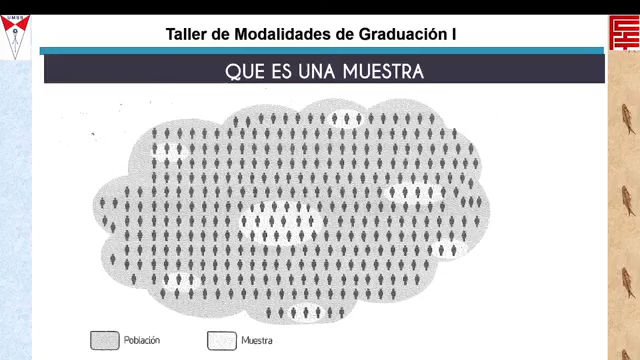 U.M.S.S.
Taller de Modalidades de Graduación I
QUE ES UNA MUESTRA
Población
Muestra